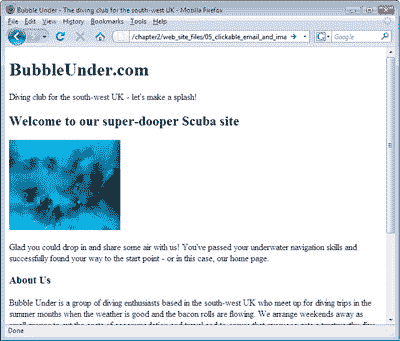 Bubble Under - The diving club for the south-west UK - Mozilla Firefox
File Edit View History Bookmarks Tools Help
/chapter2/web_site_files/05_clickable_email_and_ima
Google
BubbleUnder.com
Diving club for the south-west UK - let's make a splash!
Welcome to our super-dooper Scuba site
Glad you could drop in and share some air with us! You've passed your underwater navigation skills and
successfully found your way to the start point - or in this case, our home page.
About Us
Bubble Under is a group of diving enthusiasts based in the south-west UK who meet up for diving trips in the
summer months when the weather is good and the bacon rolls are flowing. We arrange weekends away as
Done